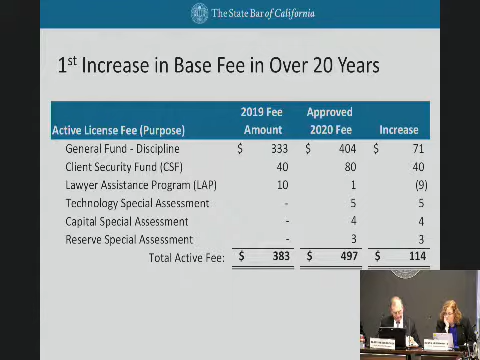 The State Bar of California
1st Increase in Base Fee in Over 20 Years
2019 Fee Approved
Active License Fee (Purpose) Amount 2020 Fee Increase
General Fund - Discipline $ 333 $ 404 $ 71
Client Security Fund (CSF) 40 80 40
Lawyer Assistance Program (LAP) 10 1 (9)
Technology Special Assessment - 5 5
Capital Special Assessment - 4 4
Reserve Special Assessment - 3 3
Total Active Fee: $ 383 $ 497 $ 114